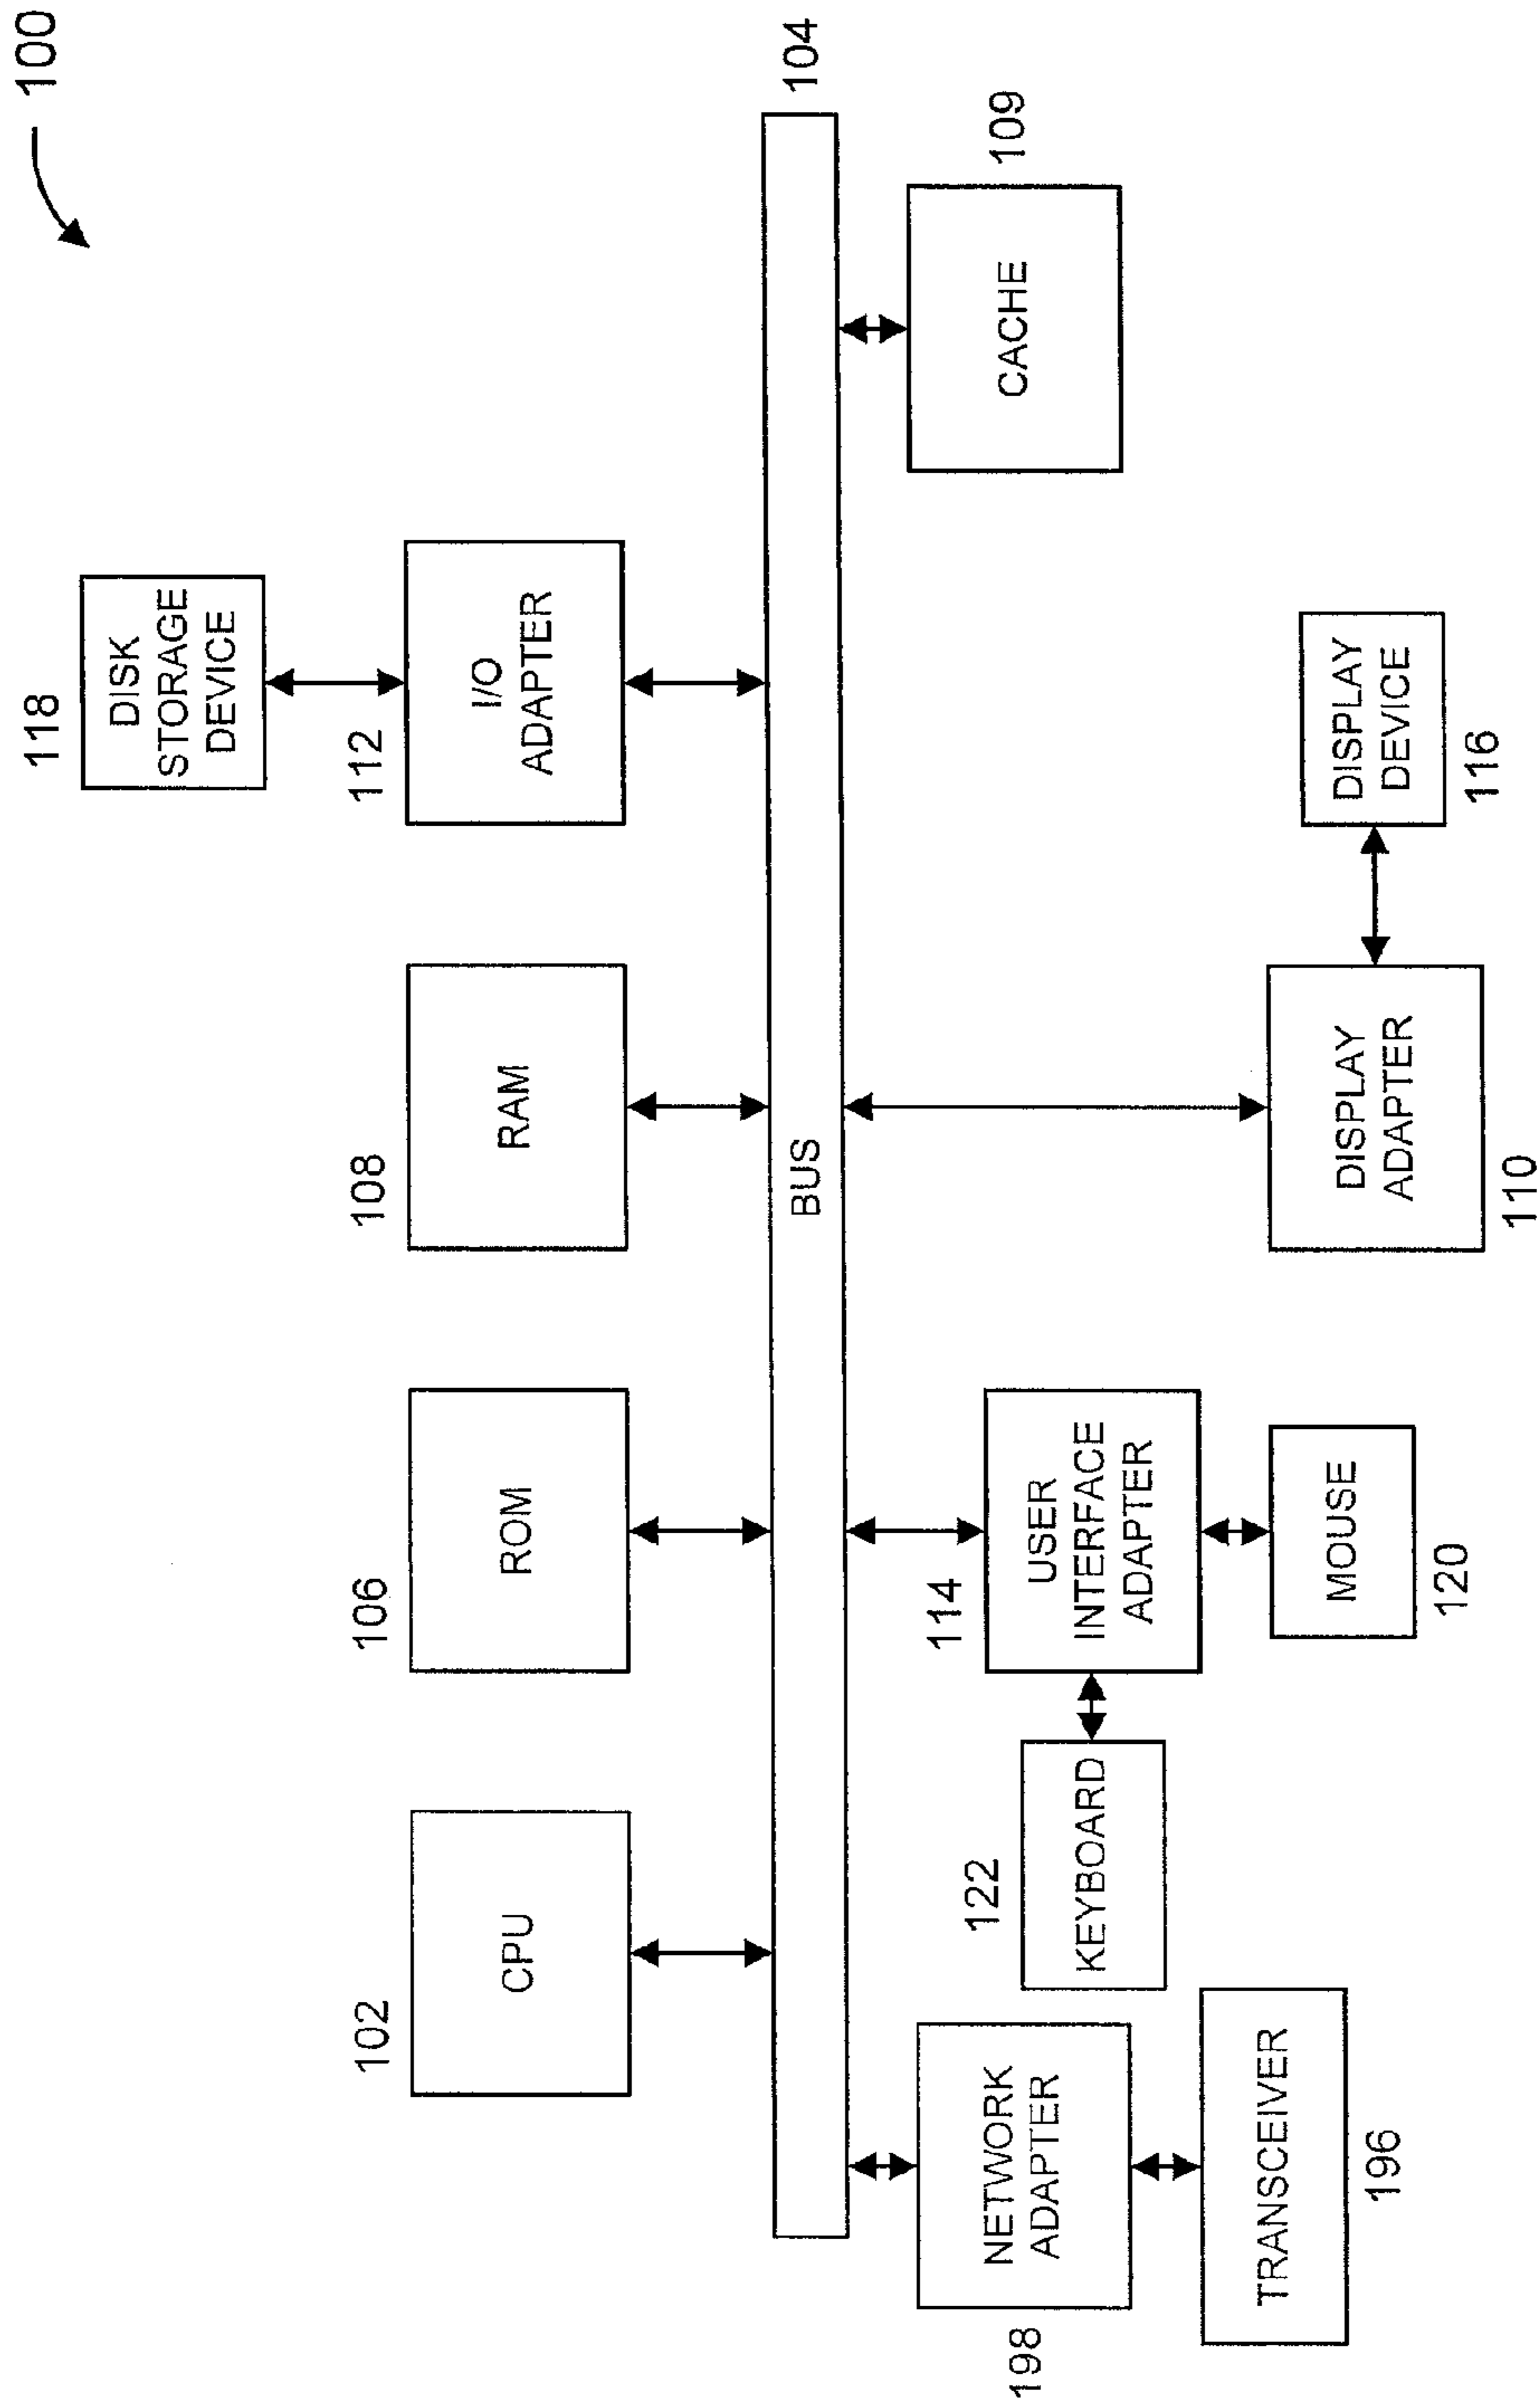 100
118
DISK
STORAGE
DEVICE
102
CPU
106
ROM
108
RAM
112
I/O
ADAPTER
BUS
104
198
NETWORK
ADAPTER
TRANSCEIVER
196
122
KEYBOARD
114
USER
INTERFACE
ADAPTER
MOUSE
120
DISPLAY
ADAPTER
110
DISPLAY
DEVICE
116
CACHE
109